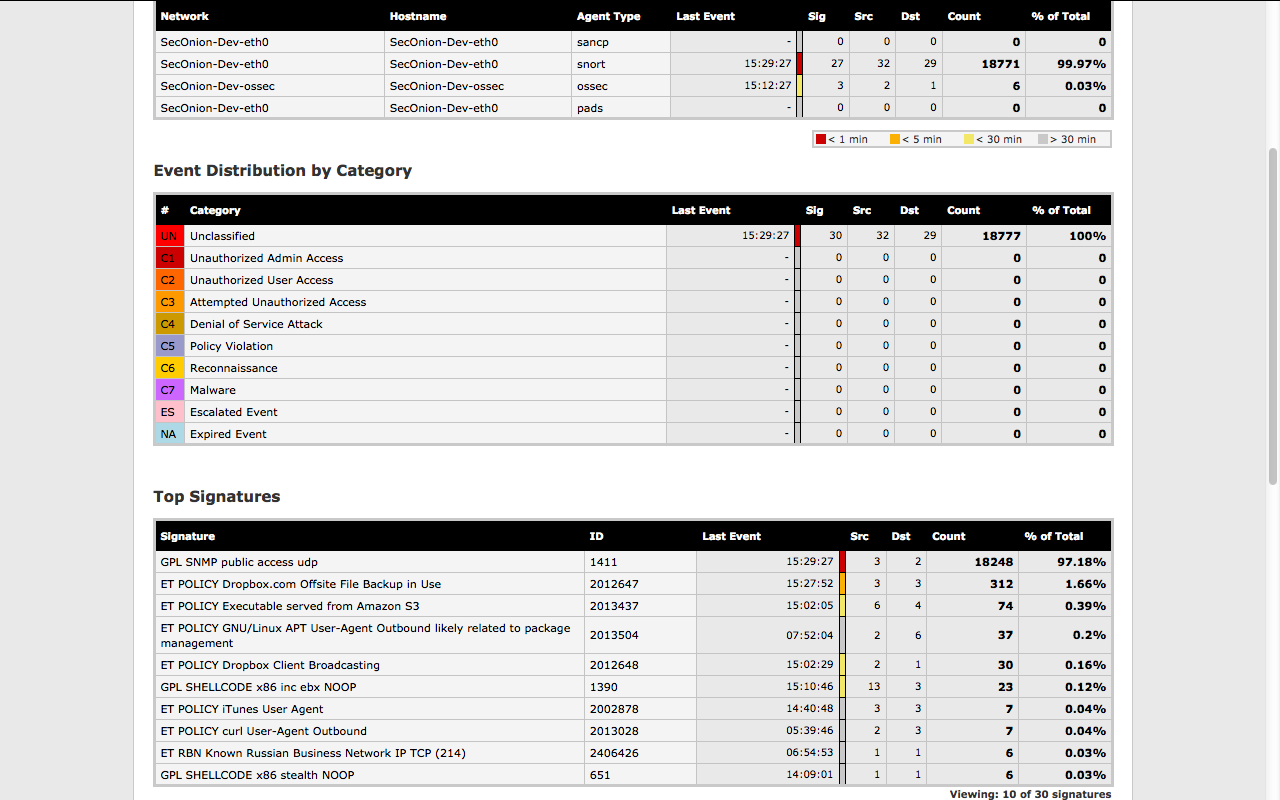 Network Hostname Agent Type Last Event Sig Src Dst Count % of Total
SecOnion-Dev-eth0 SecOnion-Dev-eth0 sancp - 0 0 0 0 0
SecOnion-Dev-eth0 SecOnion-Dev-eth0 snort 15:29:27 27 32 29 18771 99.97%
SecOnion-Dev-ossec SecOnion-Dev-ossec ossec 15:12:27 3 2 1 6 0.03%
SecOnion-Dev-eth0 SecOnion-Dev-eth0 pads - 0 0 0 0 0
< 1 min < 5 min < 30 min > 30 min
Event Distribution by Category
# Category Last Event Sig Src Dst Count % of Total
UN Unclassified 15:29:27 30 32 29 18777 100%
C1 Unauthorized Admin Access - 0 0 0 0 0
C2 Unauthorized User Access - 0 0 0 0 0
C3 Attempted Unauthorized Access - 0 0 0 0 0
C4 Denial of Service Attack - 0 0 0 0 0
C5 Policy Violation - 0 0 0 0 0
C6 Reconnaissance - 0 0 0 0 0
C7 Malware - 0 0 0 0 0
ES Escalated Event - 0 0 0 0 0
NA Expired Event - 0 0 0 0 0
Top Signatures
Signature ID Last Event Src Dst Count % of Total
GPL SNMP public access udp 1411 15:29:27 3 2 18248 97.18%
ET POLICY Dropbox.com Offsite File Backup in Use 2012647 15:27:52 3 3 312 1.66%
ET POLICY Executable served from Amazon S3 2013437 15:02:05 6 4 74 0.39%
ET POLICY GNU/Linux APT User-Agent Outbound likely related to package
management 2013504 07:52:04 2 6 37 0.2%
ET POLICY Dropbox Client Broadcasting 2012648 15:02:29 2 1 30 0.16%
GPL SHELLCODE x86 inc ebx NOOP 1390 15:10:46 13 3 23 0.12%
ET POLICY iTunes User Agent 2002878 14:40:48 3 3 7 0.04%
ET POLICY curl User-Agent Outbound 2013028 05:39:46 2 3 7 0.04%
ET RBN Known Russian Business Network IP TCP (214) 2406426 06:54:53 1 1 6 0.03%
GPL SHELLCODE x86 stealth NOOP 651 14:09:01 1 1 6 0.03%
Viewing: 10 of 30 signatures